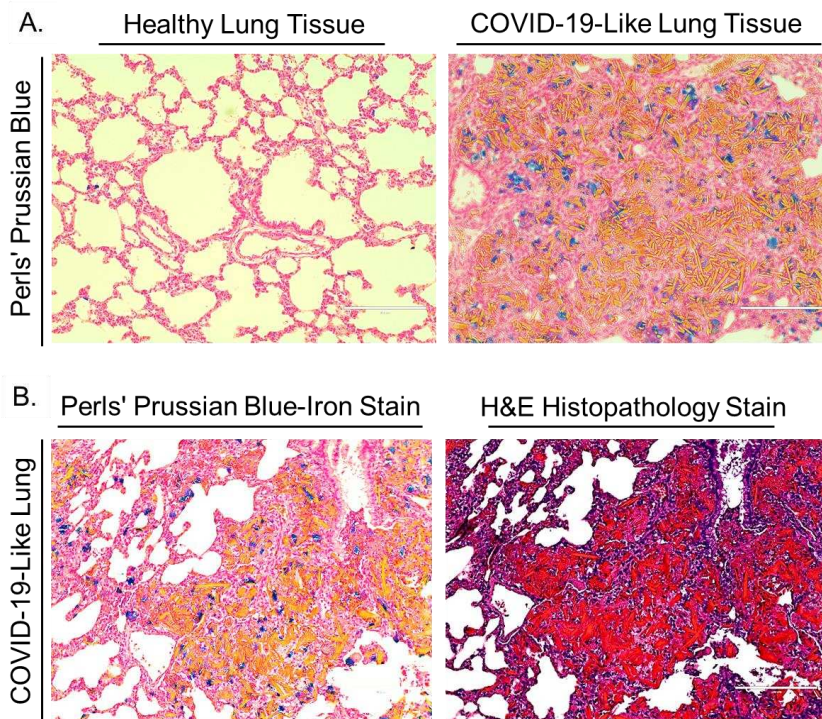 A.
Healthy Lung Tissue
COVID-19-Like Lung Tissue
Perls' Prussian Blue
B.
Perls' Prussian Blue-Iron Stain
H&E Histopathology Stain
COVID-19-Like Lung